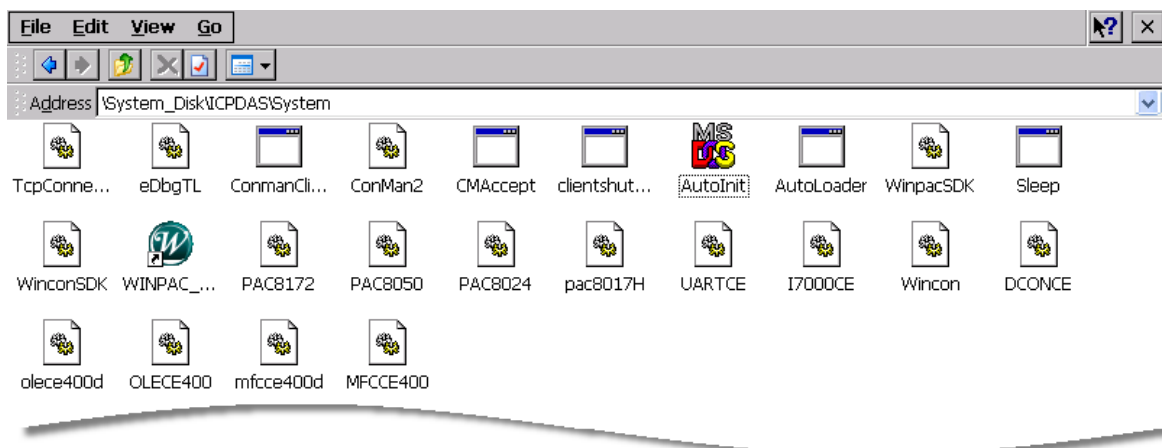 File Edit View Go
Address \System_Disk\ICPDAS\System
TcpConne... eDbgTL ConmanCli... ConMan2 CMAccept clientshut... AutoInit AutoLoader WinpacSDK Sleep
WinconSDK WINPAC_... PAC8172 PAC8050 PAC8024 pac8017H UARTCE I7000CE Wincon DCONCE
olece400d OLECE400 mfcce400d MFCCE400